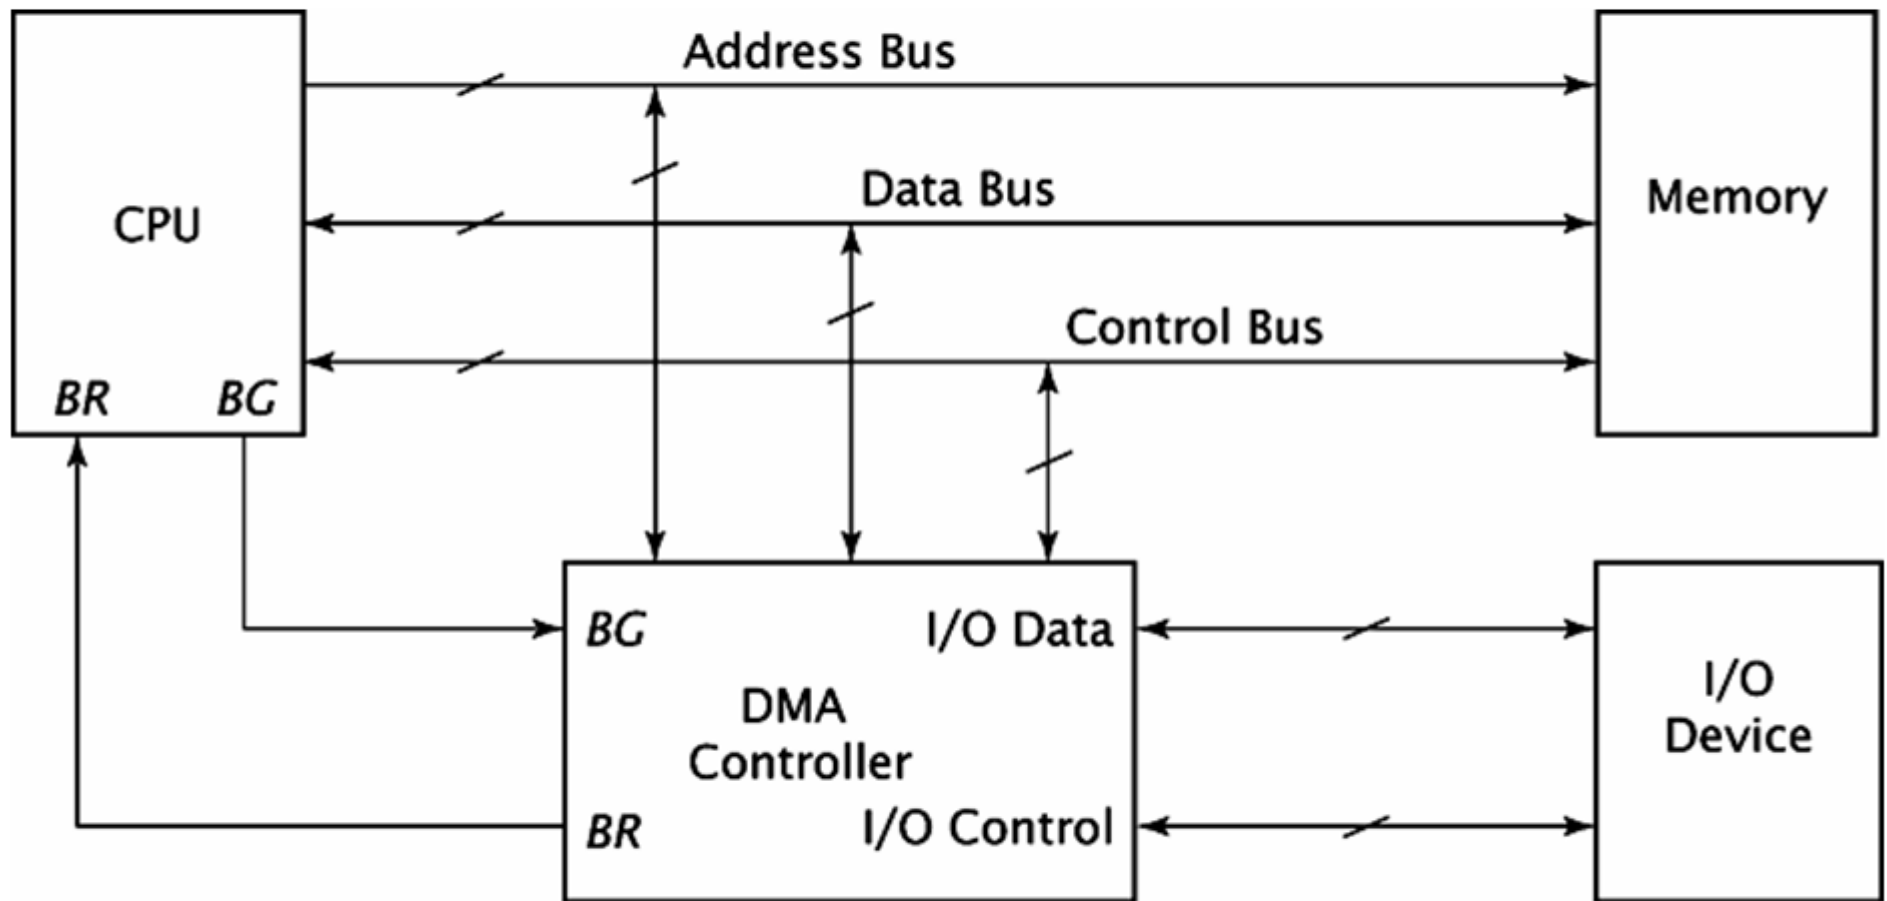 Address Bus
Data Bus
CPU
Memory
Control Bus
BR BG
BG I/O Data
DMA
Controller
BR I/O Control
I/O
Device